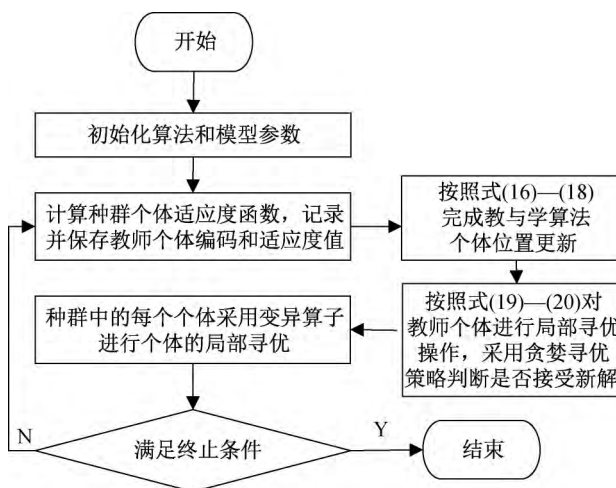 开始
初始化算法和模型参数
计算种群个体适应度函数，记录
并保存教师个体编码和适应度值
按照式(16)—(18)
完成教与学算法
个体位置更新
按照式(19)—(20)对
教师个体进行局部寻优
操作，采用贪婪寻优
策略判断是否接受新解
种群中的每个个体采用变异算子
进行个体的局部寻优
满足终止条件
N
Y
结束